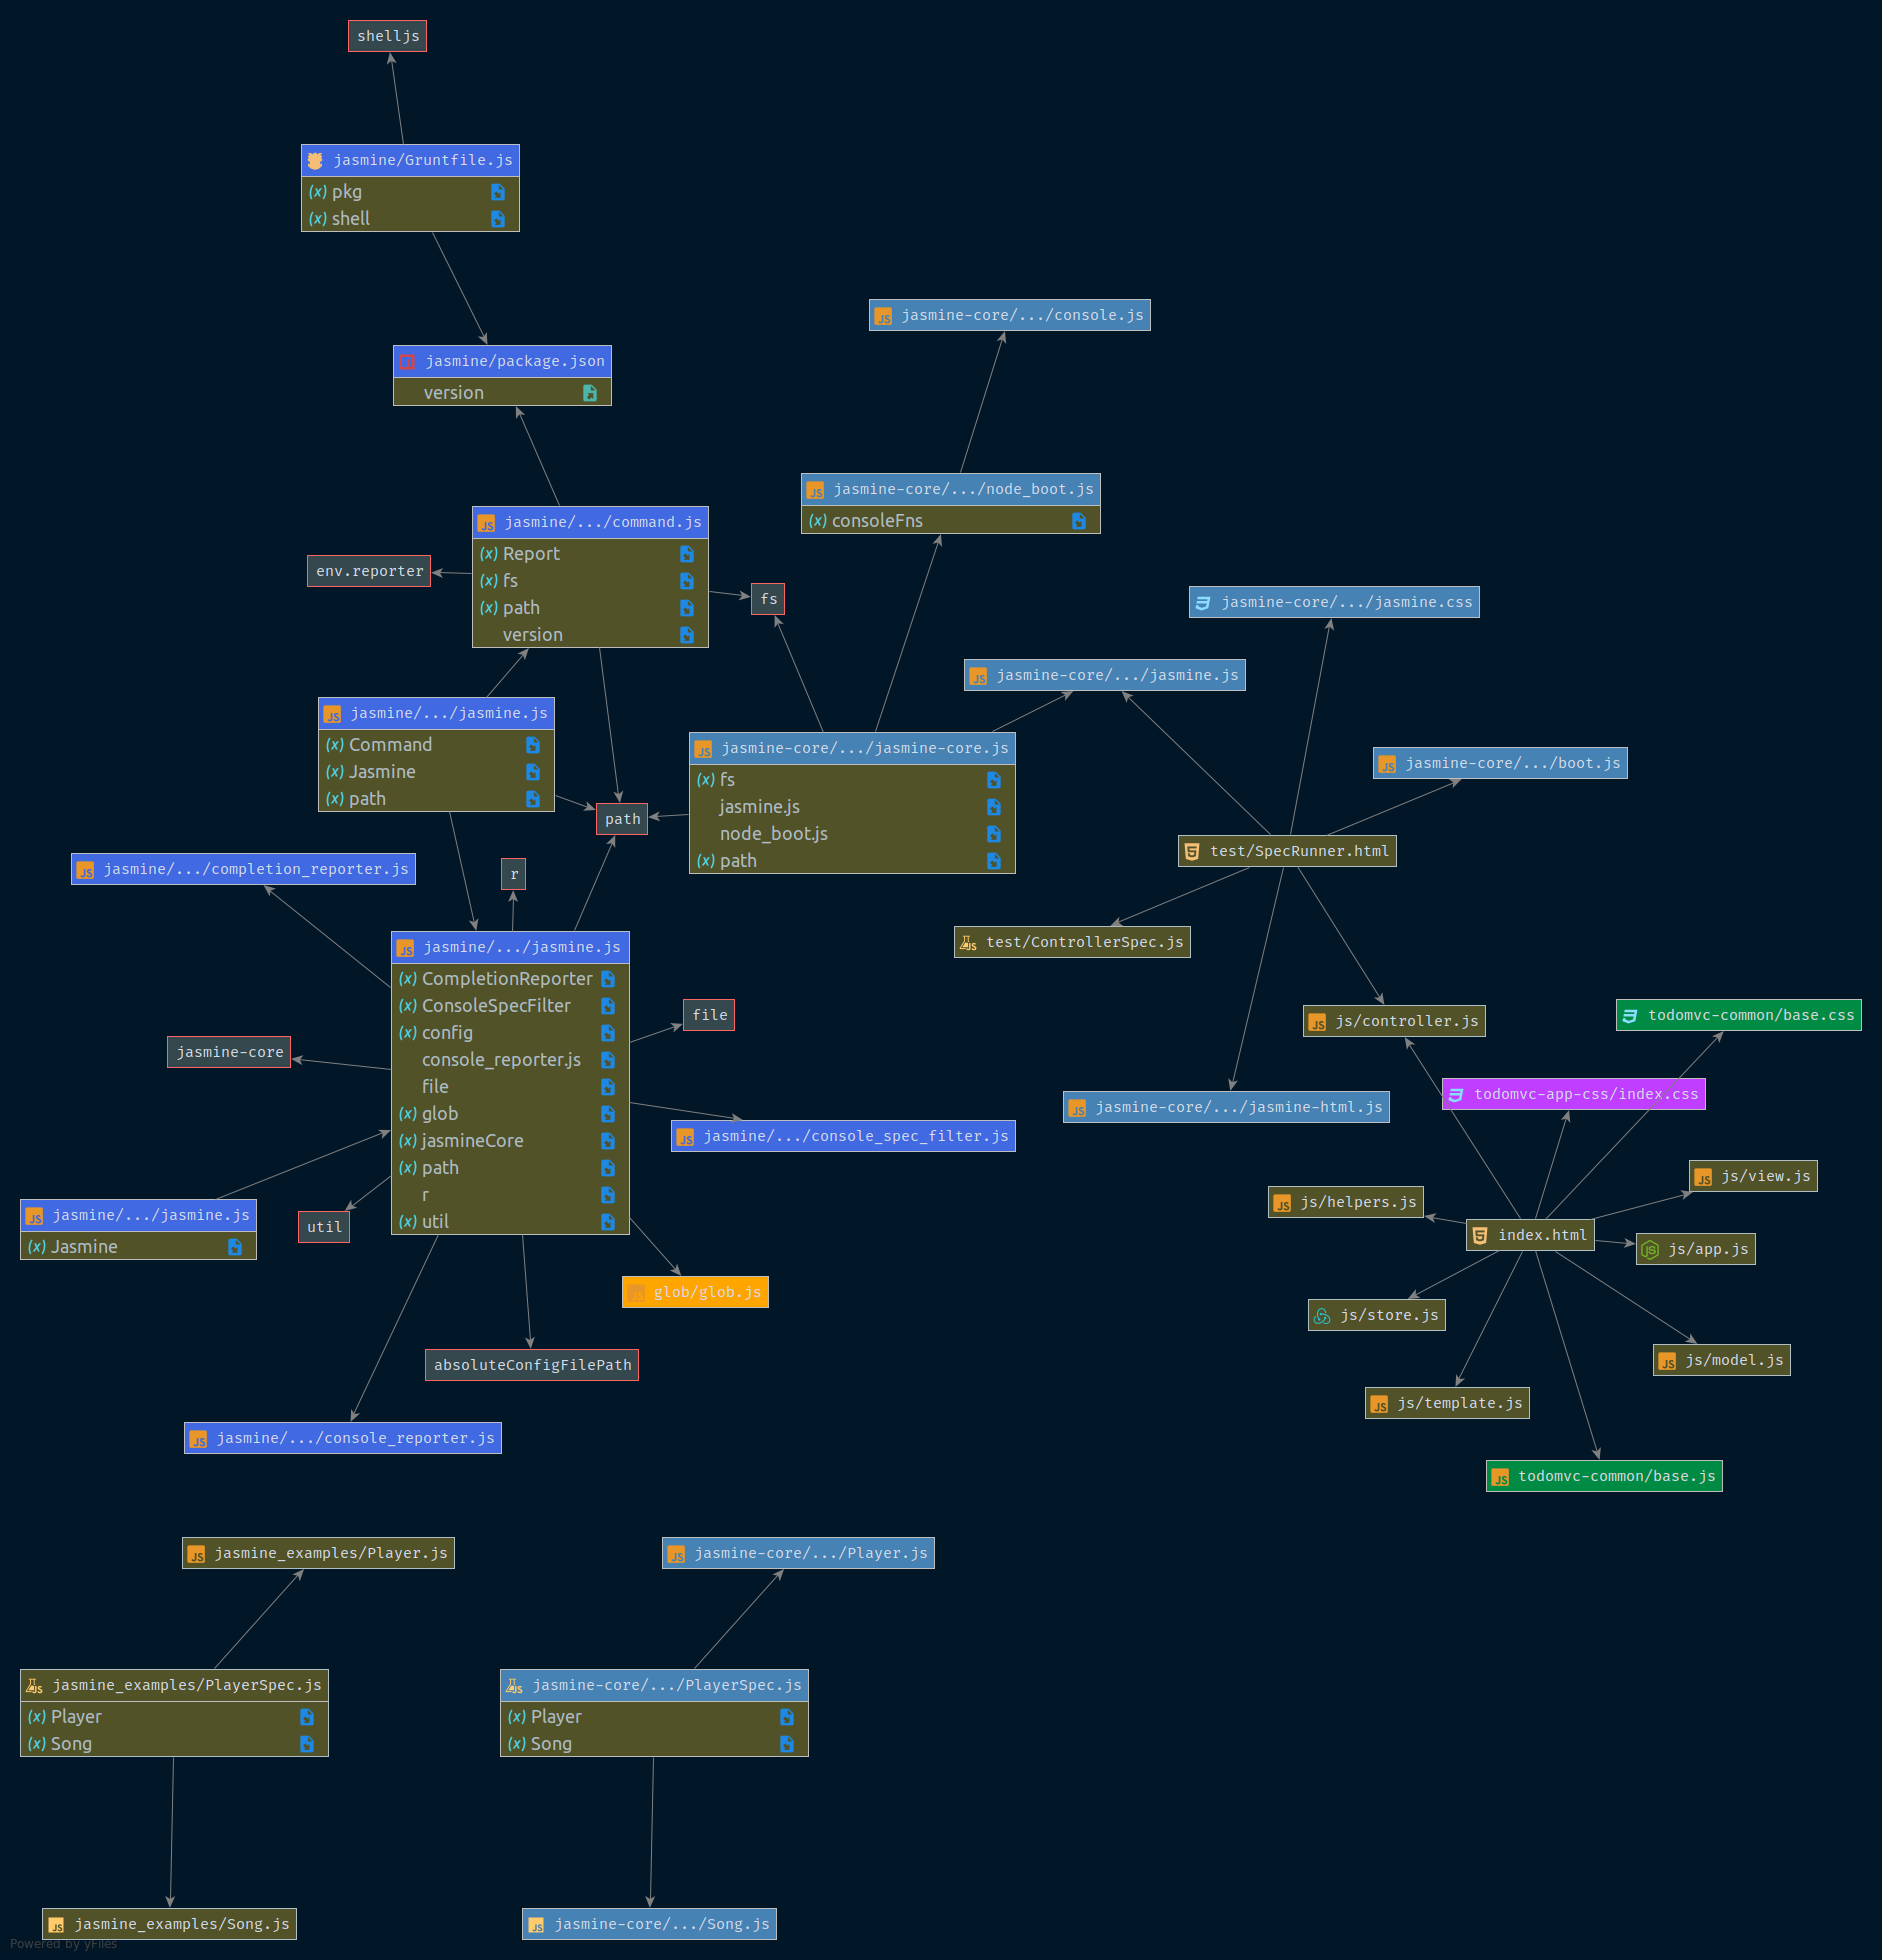 shelljs
jasmine/Gruntfile.js
(x) pkg
(x) shell
jasmine-core/.../console.js
jasmine/package.json
version
jasmine-core/.../node_boot.js
(x) consoleFns
jasmine/.../command.js
(x) Report
(x) fs
(x) path
version
env.reporter
fs
jasmine-core/.../jasmine.css
jasmine-core/.../jasmine.js
jasmine/.../jasmine.js
(x) Command
(x) Jasmine
(x) path
jasmine-core/.../jasmine-core.js
(x) fs
jasmine.js
node_boot.js
(x) path
jasmine-core/.../boot.js
path
test/SpecRunner.html
jasmine/.../completion_reporter.js
r
test/ControllerSpec.js
jasmine/.../jasmine.js
(x) CompletionReporter
(x) ConsoleSpecFilter
(x) config
console_reporter.js
file
(x) glob
(x) jasmineCore
(x) path
r
(x) util
file
js/controller.js
todomvc-common/base.css
jasmine-core
todomvc-app-css/index.css
jasmine-core/.../jasmine-html.js
jasmine/.../console_spec_filter.js
js/view.js
js/helpers.js
jasmine/.../jasmine.js
(x) Jasmine
util
index.html
js/app.js
glob/glob.js
JS
js/store.js
js/model.js
absoluteConfigFilePath
js/template.js
jasmine/.../console_reporter.js
todomvc-common/base.js
jasmine_examples/Player.js
jasmine-core/.../Player.js
jasmine_examples/PlayerSpec.js
(x) Player
(x) Song
jasmine-core/.../PlayerSpec.js
(x) Player
(x) Song
jasmine_examples/Song.js
jasmine-core/.../Song.js
Powered by yFiles